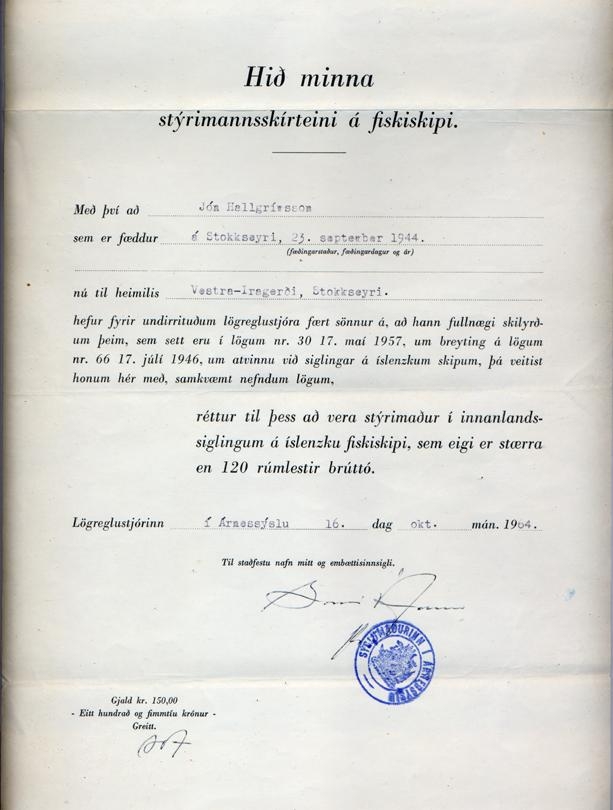 Hið minna
stýrimannsskírteini á fiskiskipi.
Með því að Jón Hallgrímsson
sem er fæddur á Stokkseyri, 23. september 1944.
(fæðingarstaður, fæðingardagur og ár)
nú til heimilis Vestra-Iragerði, Stokkseyri.
hefur fyrir undirrituðum lögreglustjóra fært sönnur á, að hann fullnægi skilyrð-
um þeim, sem sett eru í lögum nr. 30 17. maí 1957, um breyting á lögum
nr. 66 17. júlí 1946, um atvinnu við siglingar á íslenzkum skipum, þá veitist
honum hér með, samkvæmt nefndum lögum,
réttur til þess að vera stýrimaður í innanlands-
siglingum á íslenzku fiskiskipi, sem eigi er stærra
en 120 rúmlestir brúttó.
Lögreglustjórinn í Árnessýslu 16. dag okt. mán. 1964.
Til staðfestu nafn mitt og embættisinnsigli.
SÝSLUMAÐURINN Í ÁRNESSÝSLU
Gjald kr. 150,00
- Eitt hundrað og fimmtíu krónur -
Greitt.